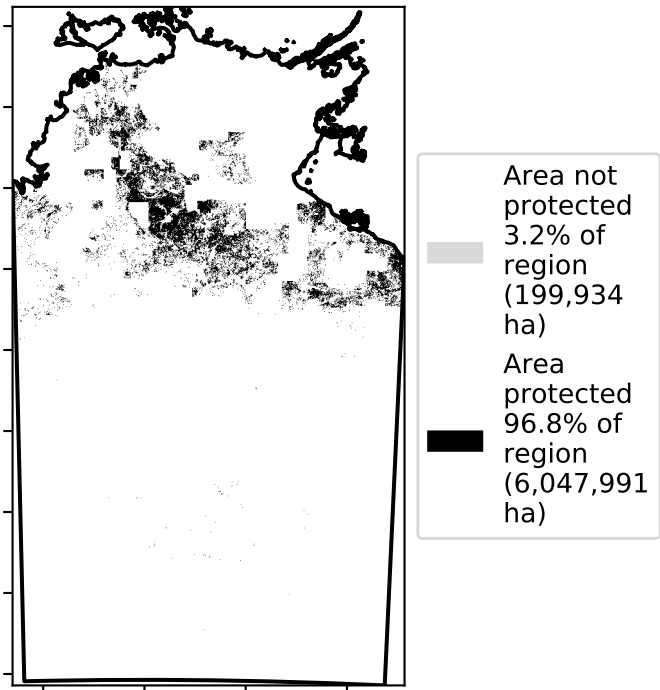 Area not
protected
3.2% of
region
(199,934
ha)
Area
protected
96.8% of
region
(6,047,991
ha)